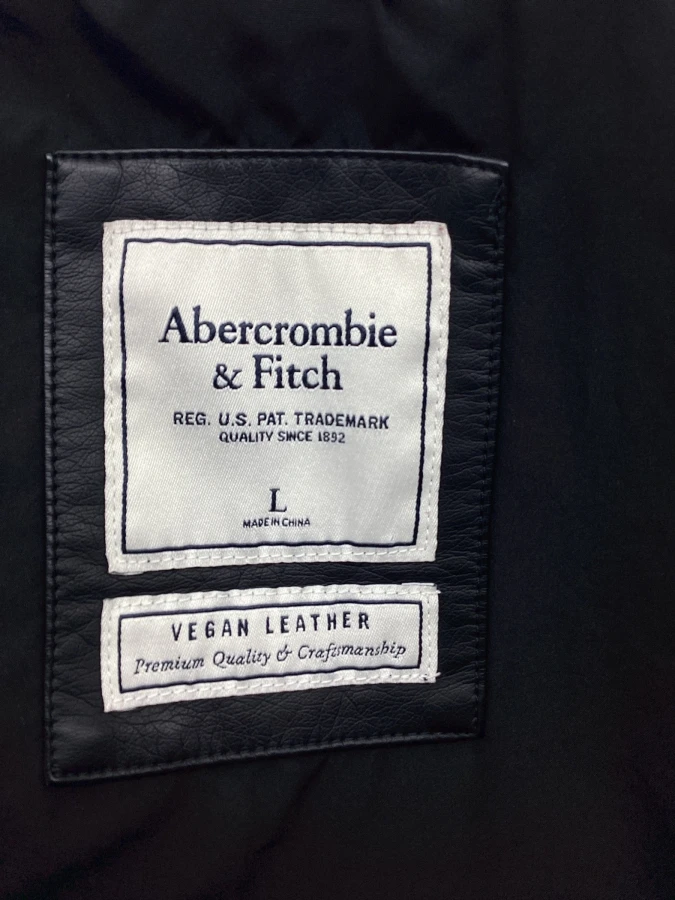 Abercrombie
& Fitch
REG. U.S. PAT. TRADEMARK
QUALITY SINCE 1892
L
MADE IN CHINA
VEGAN LEATHER
Premium Quality & Craftsmanship